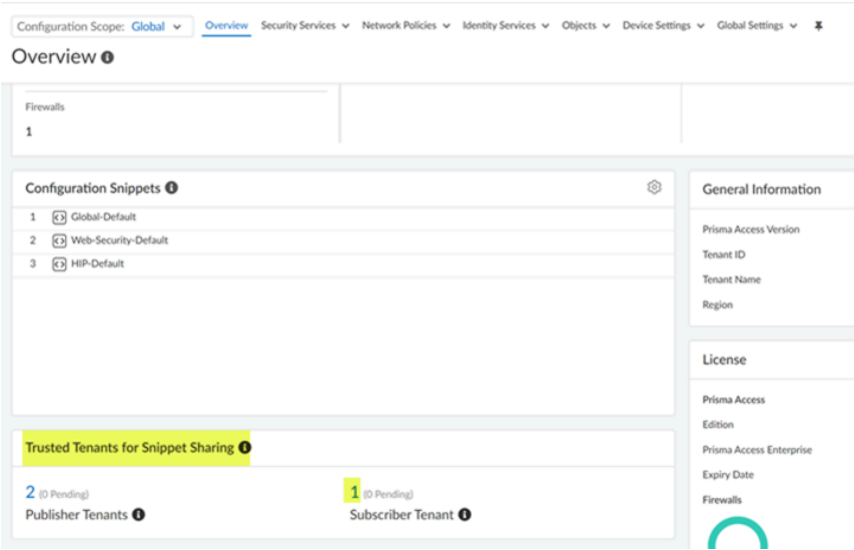 Configuration Scope: Global Overview Security Services Network Policies Identity Services Objects Device Settings Global Settings
Overview
Firewalls
1
Configuration Snippets
1 Global-Default
2 Web-Security-Default
3 HIP-Default
General Information
Prisma Access Version
Tenant ID
Tenant Name
Region
License
Prisma Access
Edition
Prisma Access Enterprise
Expiry Date
Firewalls
Trusted Tenants for Snippet Sharing
2 (0 Pending)
Publisher Tenants
1 (0 Pending)
Subscriber Tenant